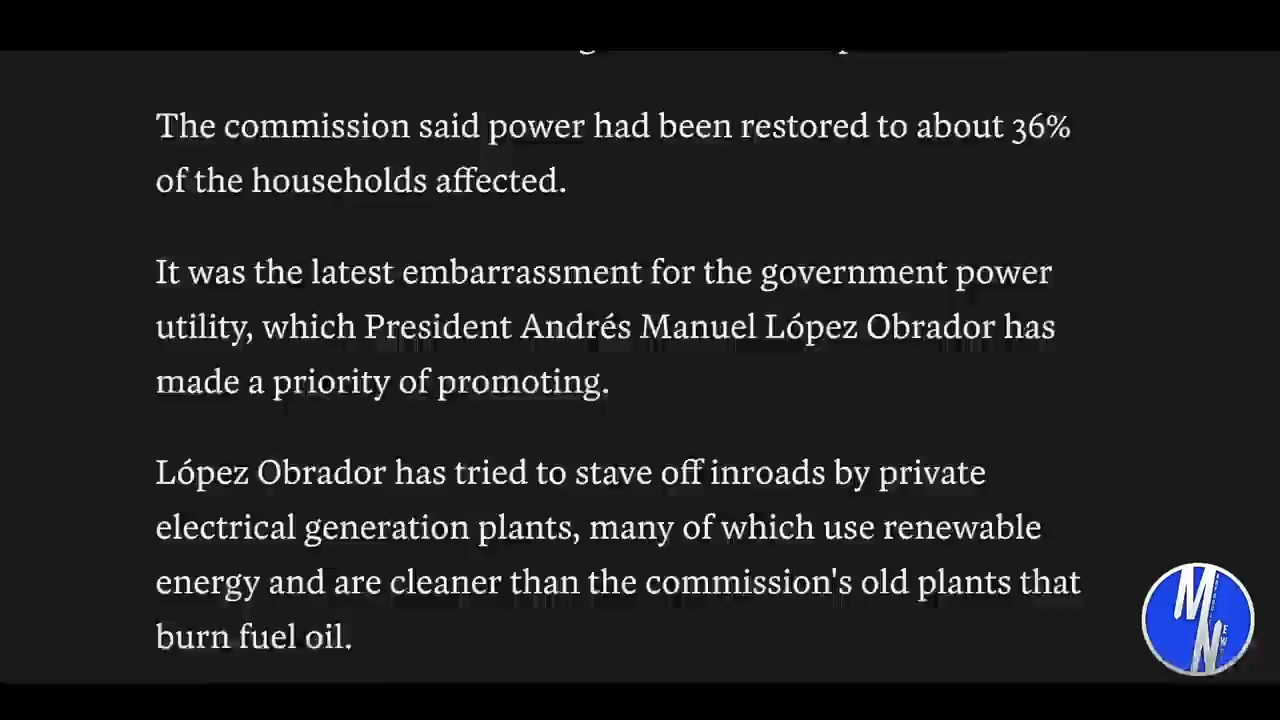 The commission said power had been restored to about 36%
of the households affected.
It was the latest embarrassment for the government power
utility, which President Andrés Manuel López Obrador has
made a priority of promoting.
López Obrador has tried to stave off inroads by private
electrical generation plants, many of which use renewable
energy and are cleaner than the commission's old plants that
burn fuel oil.
MN